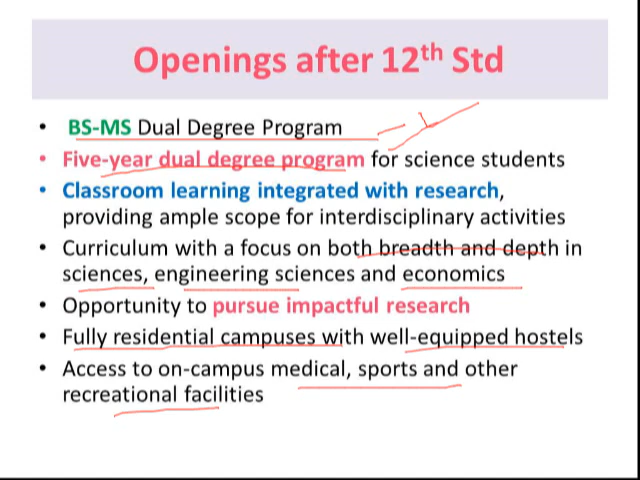 Openings after 12th Std
• BS-MS Dual Degree Program
• Five-year dual degree program for science students
• Classroom learning integrated with research,
providing ample scope for interdisciplinary activities
• Curriculum with a focus on both breadth and depth in
sciences, engineering sciences and economics
• Opportunity to pursue impactful research
• Fully residential campuses with well-equipped hostels
• Access to on-campus medical, sports and other
recreational facilities